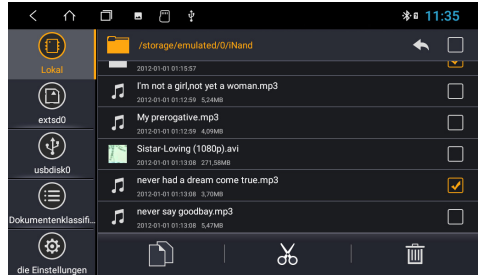 11:35
Lokal
extsd0
usbdisk0
Dokumentenklassifi...
die Einstellungen
/storage/emulated/0/iNand
2012-01-01 01:15:57
I'm not a girl,not yet a woman.mp3
2012-01-01 01:12:59 5,24MB
My prerogative.mp3
2012-01-01 01:12:59 4,09MB
Sistar-Loving (1080p).avi
2012-01-01 01:13:08 271,58MB
never had a dream come true.mp3
2012-01-01 01:13:08 3,70MB
never say goodbay.mp3
2012-01-01 01:13:08 5,47MB